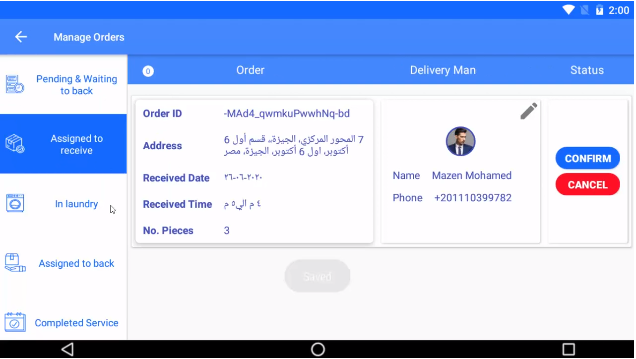 2:00
Manage Orders
Pending & Waiting
to back
Assigned to
receive
In laundry
Assigned to back
Completed Service
0 Order Delivery Man Status
Order ID -MAd4_qwmkuPwwhNq-bd
Address 7 المحور المركزي، الجيزة،, قسم أول 6
أكتوبر، اول 6 أكتوبر، الجيزة، مصر
Received Date ٢٦-٠٦-٢٠٢٠
Received Time ٤ م الي٥ م
No. Pieces 3
Name Mazen Mohamed
Phone +201110399782
CONFIRM
CANCEL
Saved